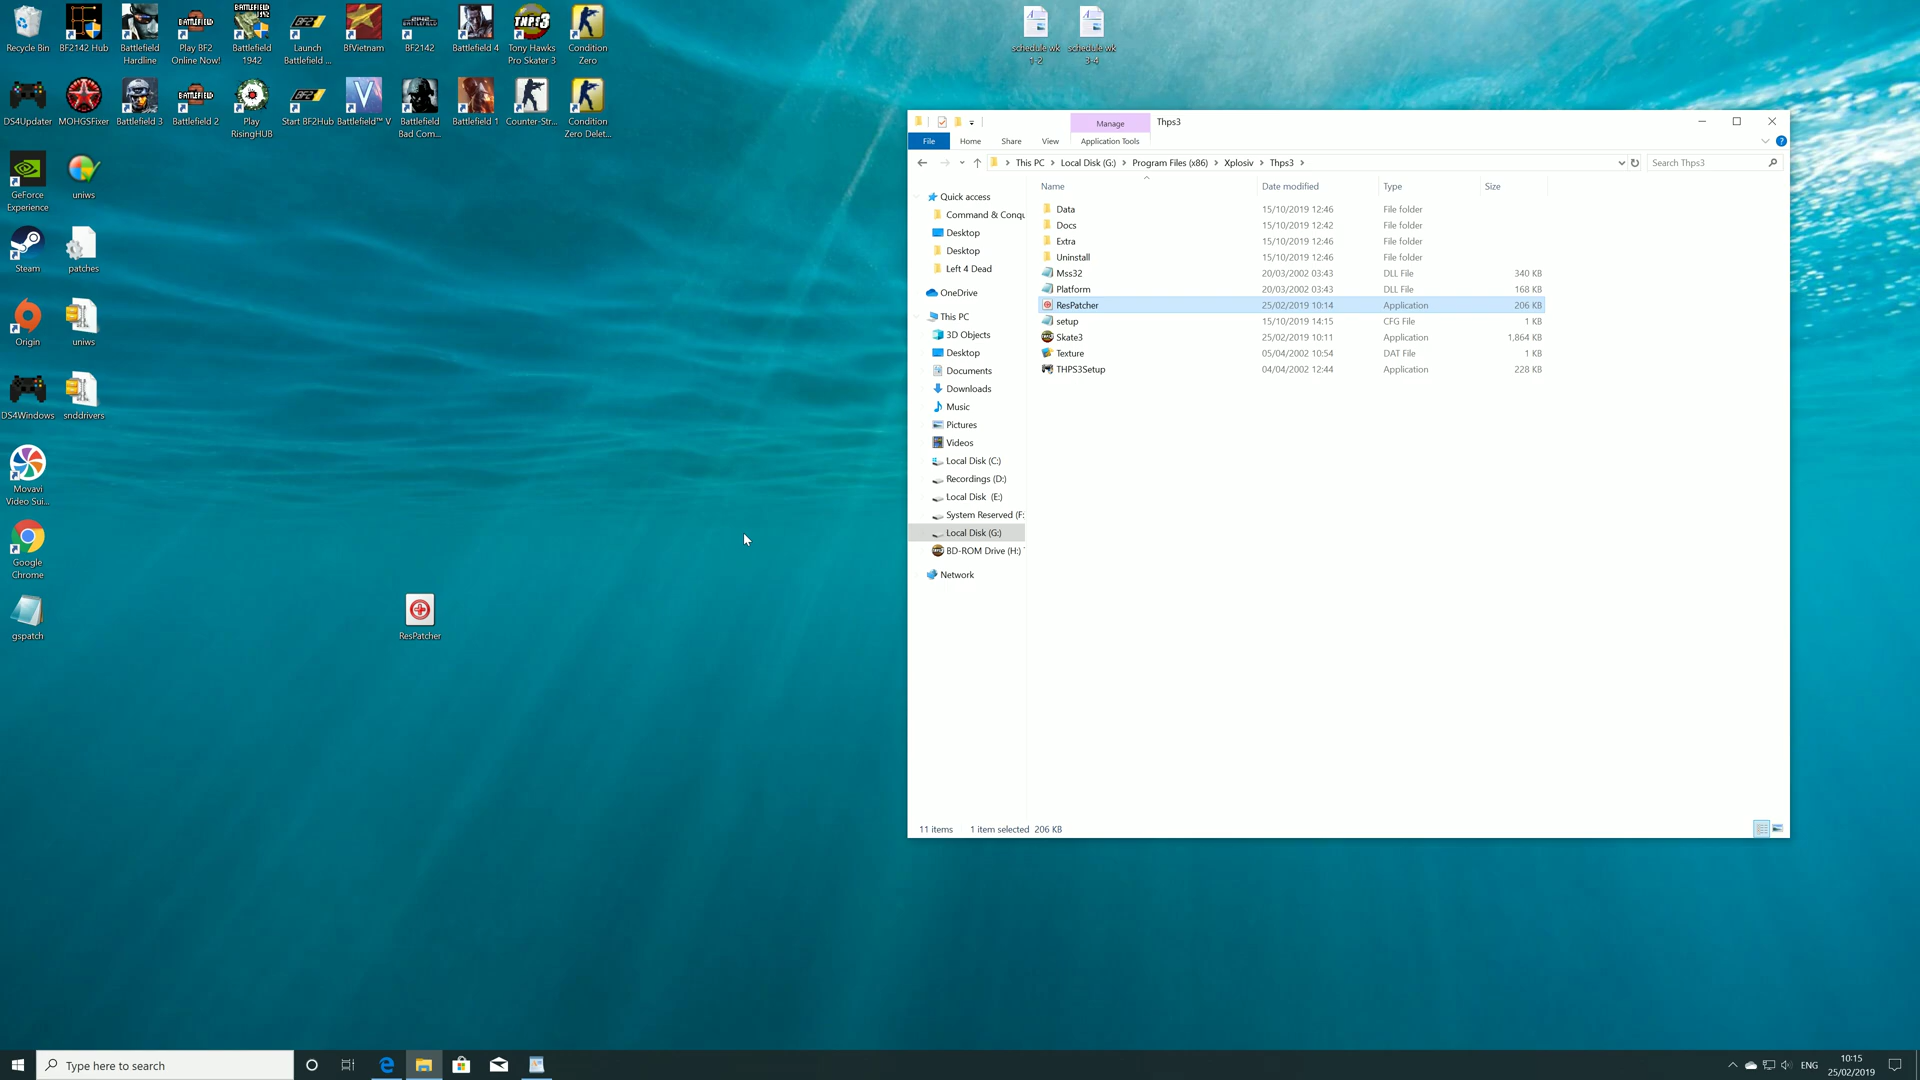 Recycle Bin
BF2142 Hub
Battlefield
Hardline
Play BF2
Online Now!
Battlefield
1942
Launch
Battlefield ...
BfVietnam
BF2142
Battlefield 4
Tony Hawks
Pro Skater 3
Condition
Zero
schedule wk
1-2
schedule wk
3-4
DS4Updater
MOHGSFixer
Battlefield 3
Battlefield 2
Play
RisingHUB
Start BF2Hub
Battlefield™ V
Battlefield
Bad Com...
Battlefield 1
Counter-Str...
Condition
Zero Delet...
GeForce
Experience
uniws
Steam
patches
Origin
uniws
DS4Windows
snddrivers
Movavi
Video Sui...
Google
Chrome
gspatch
ResPatcher
Manage
Thps3
File
Home
Share
View
Application Tools
This PC
Local Disk (G:)
Program Files (x86)
Xplosiv
Thps3
Search Thps3
Quick access
Command & Conqu
Desktop
Desktop
Left 4 Dead
OneDrive
This PC
3D Objects
Desktop
Documents
Downloads
Music
Pictures
Videos
Local Disk (C:)
Recordings (D:)
Local Disk (E:)
System Reserved (F:
Local Disk (G:)
BD-ROM Drive (H:)
Network
Name Date modified Type Size
Data 15/10/2019 12:46 File folder
Docs 15/10/2019 12:42 File folder
Extra 15/10/2019 12:46 File folder
Uninstall 15/10/2019 12:46 File folder
Mss32 20/03/2002 03:43 DLL File 340 KB
Platform 20/03/2002 03:43 DLL File 168 KB
ResPatcher 25/02/2019 10:14 Application 206 KB
setup 15/10/2019 14:15 CFG File 1 KB
Skate3 25/02/2019 10:11 Application 1,864 KB
Texture 05/04/2002 10:54 DAT File 1 KB
THPS3Setup 04/04/2002 12:44 Application 228 KB
11 items 1 item selected 206 KB
Type here to search
ENG
10:15
25/02/2019